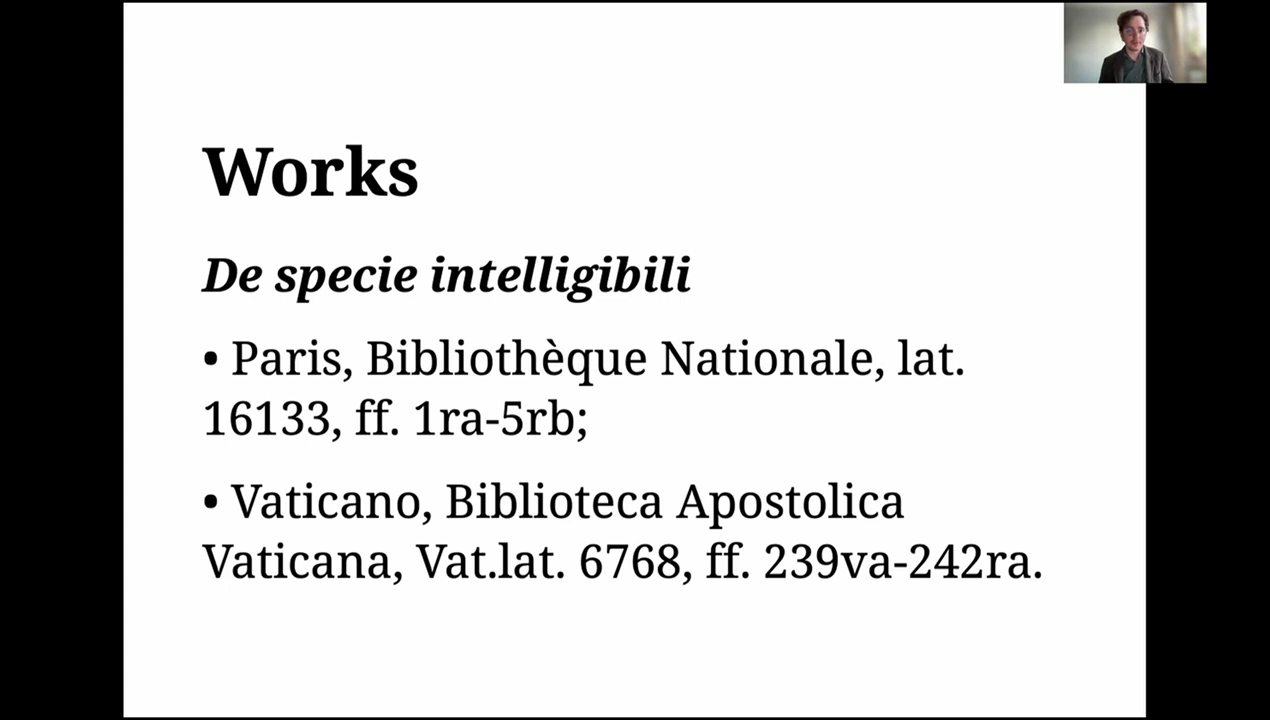 Works
De specie intelligibili
• Paris, Bibliothèque Nationale, lat.
16133, ff. 1ra-5rb;
• Vaticano, Biblioteca Apostolica
Vaticana, Vat.lat. 6768, ff. 239va-242ra.